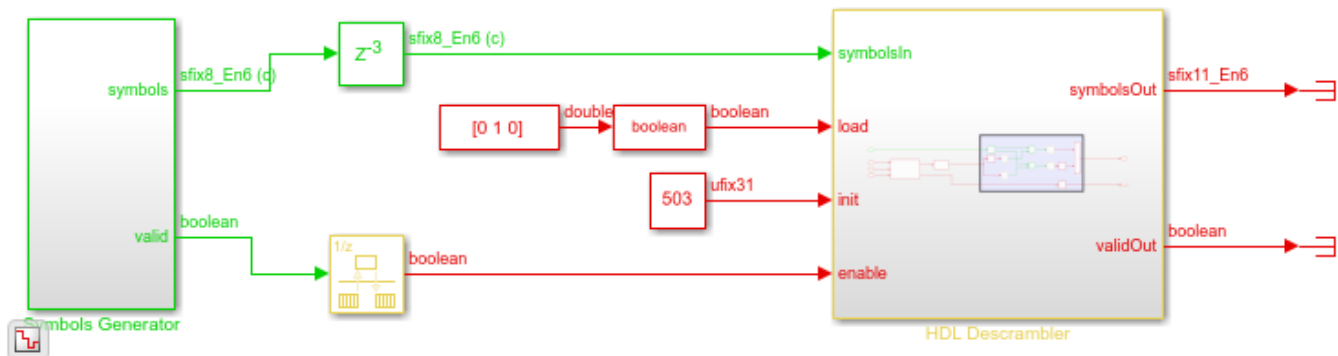 symbols
sfix8_En6 (c)
valid
boolean
Symbols Generator
z-3
sfix8_En6 (c)
[0 1 0]
double
boolean
boolean
503
ufix31
1/z
boolean
symbolsIn
load
init
enable
symbolsOut
validOut
HDL Descrambler
sfix11_En6
boolean